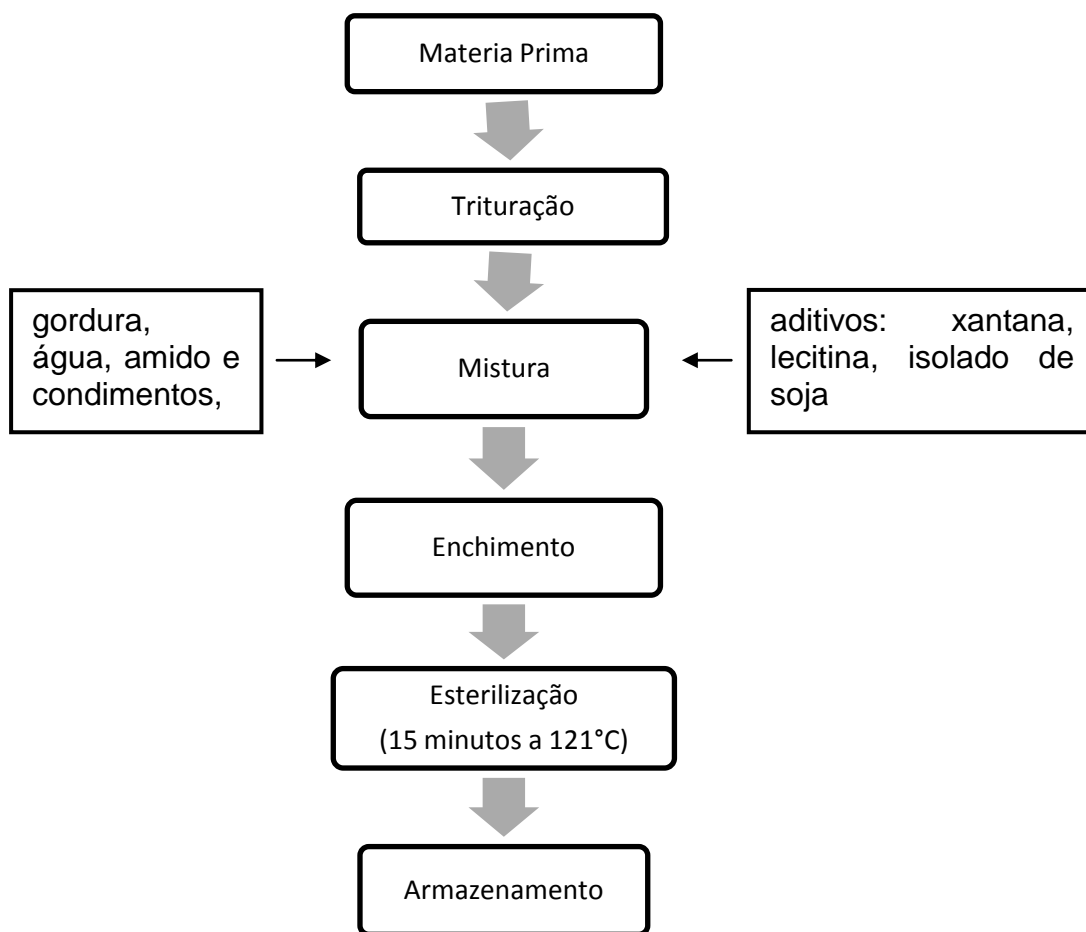 Materia Prima
Trituração
gordura,
água, amido e
condimentos,
Mistura
aditivos: xantana,
lecitina, isolado de
soja
Enchimento
Esterilização
(15 minutos a 121°C)
Armazenamento